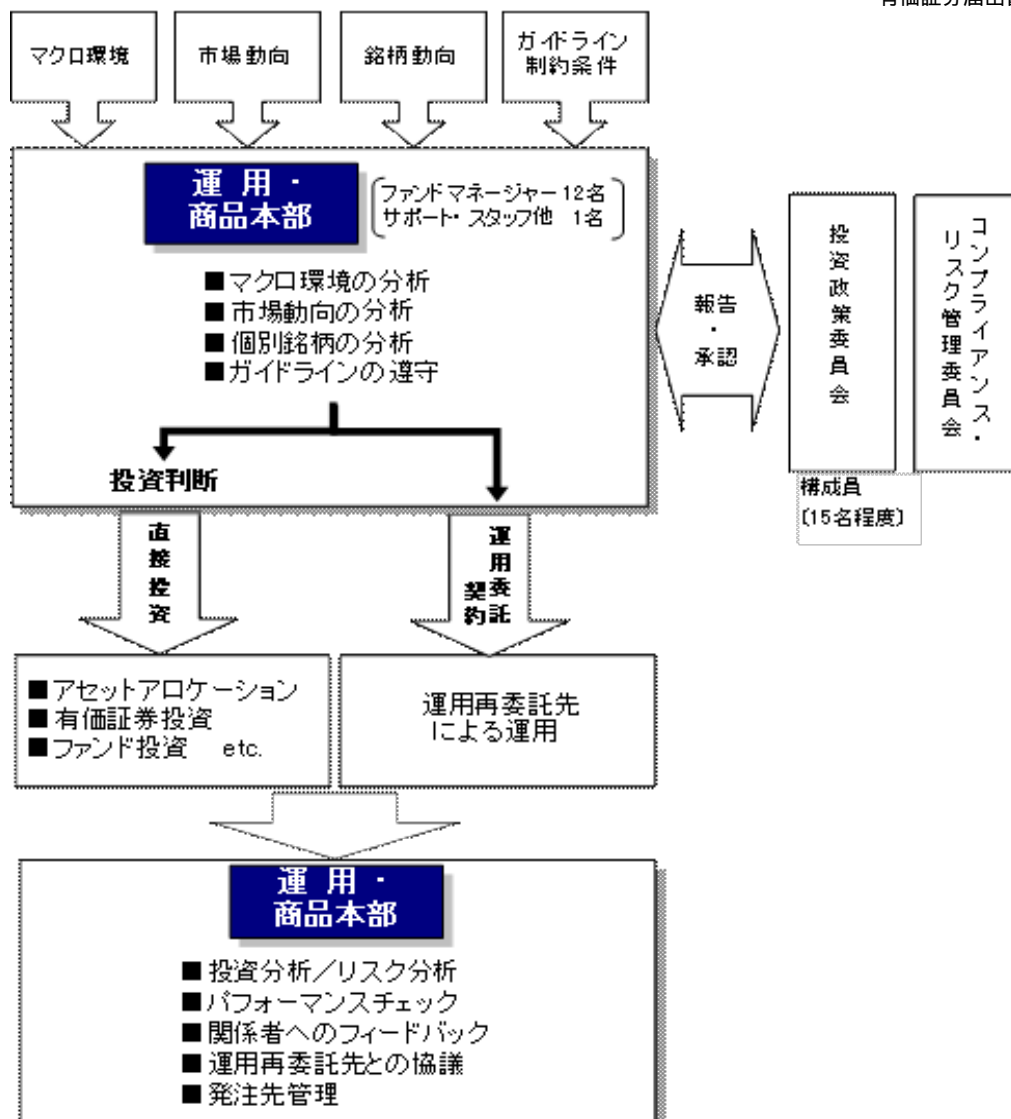 マクロ環境
市場動向
銘柄動向
ガイドライン
制約条件
運 用 ・
商品本部
ファンドマネージャー 12名
サポート・スタッフ他 1名
■マクロ環境の分析
■市場動向の分析
■個別銘柄の分析
■ガイドラインの遵守
投資判断
報告
・
承認
投資政策委員会
コンプライアンス・
リスク管理委員会
構成員
(15名程度)
直接投資
運用委託
契約
■アセットアロケーション
■有価証券投資
■ファンド投資 etc.
運用再委託先
による運用
運 用 ・
商品本部
■投資分析／リスク分析
■パフォーマンスチェック
■関係者へのフィードバック
■運用再委託先との協議
■発注先管理